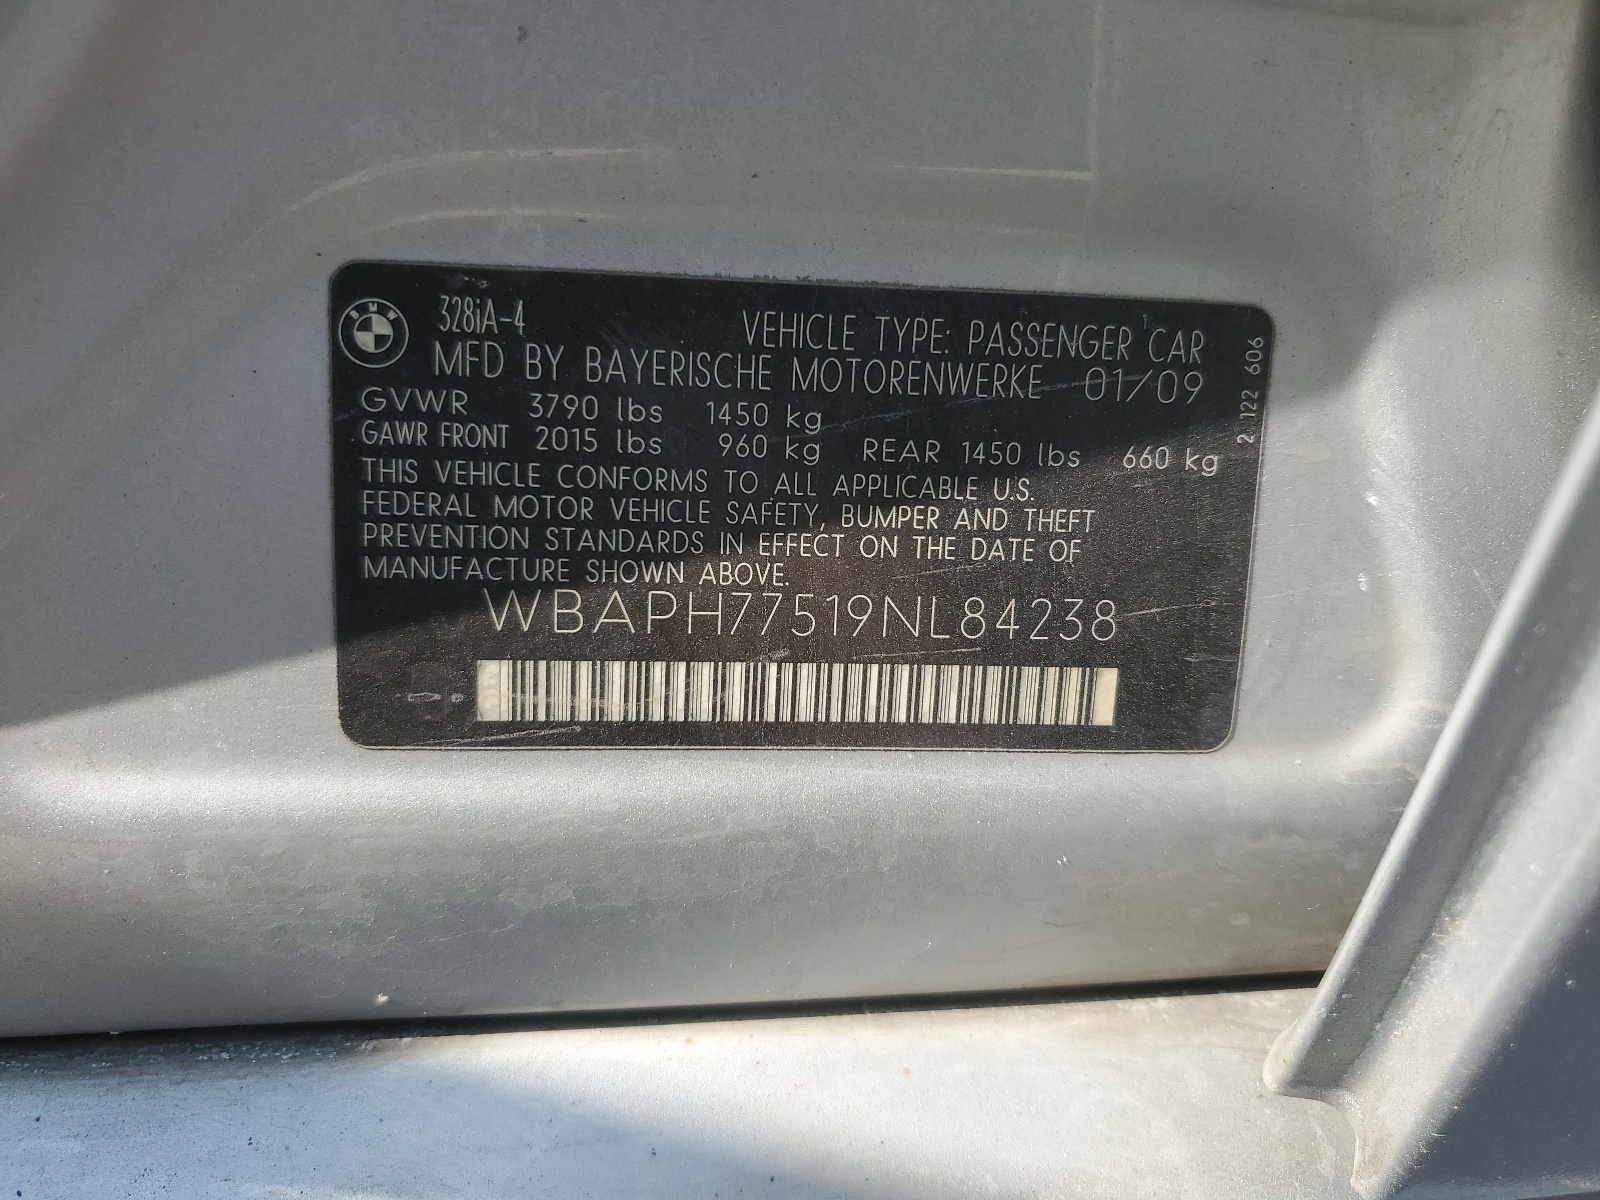 BMW
328iA-4
VEHICLE TYPE: PASSENGER CAR
MFD BY BAYERISCHE MOTORENWERKE 01/09
GVWR 3790 lbs 1450 kg
GAWR FRONT 2015 lbs 960 kg REAR 1450 lbs 660 kg
THIS VEHICLE CONFORMS TO ALL APPLICABLE U.S.
FEDERAL MOTOR VEHICLE SAFETY, BUMPER AND THEFT
PREVENTION STANDARDS IN EFFECT ON THE DATE OF
MANUFACTURE SHOWN ABOVE.
WBAPH77519NL84238
2 122 606